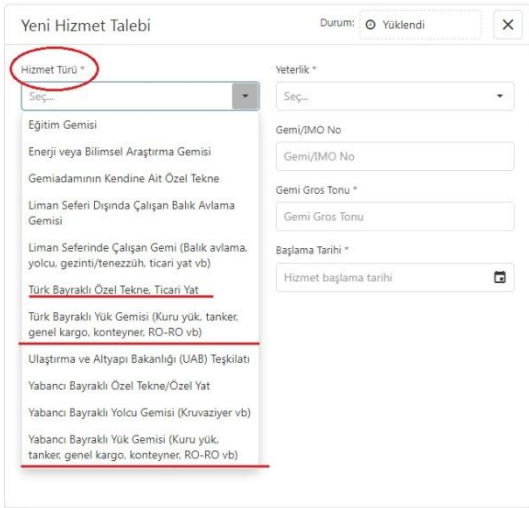 Yeni Hizmet Talebi
Durum: Yüklendi
Hizmet Türü *
Yeterlik *
Seç...
Seç...
Eğitim Gemisi
Enerji veya Bilimsel Araştırma Gemisi
Gemiadamının Kendine Ait Özel Tekne
Liman Seferi Dışında Çalışan Balık Avlama
Gemisi
Liman Seferinde Çalışan Gemi (Balık avlama,
yolcu, gezinti/tenezzüh, ticari yat vb)
Türk Bayraklı Özel Tekne, Ticari Yat
Türk Bayraklı Yük Gemisi (Kuru yük, tanker,
genel kargo, konteyner, RO-RO vb)
Ulaştırma ve Altyapı Bakanlığı (UAB) Teşkilatı
Yabancı Bayraklı Özel Tekne/Özel Yat
Yabancı Bayraklı Yolcu Gemisi (Kruvaziyer vb)
Yabancı Bayraklı Yük Gemisi (Kuru yük,
tanker, genel kargo, konteyner, RO-RO vb)
Gemi/IMO No
Gemi/IMO No
Gemi Gros Tonu *
Gemi Gros Tonu
Başlama Tarihi *
Hizmet başlama tarihi